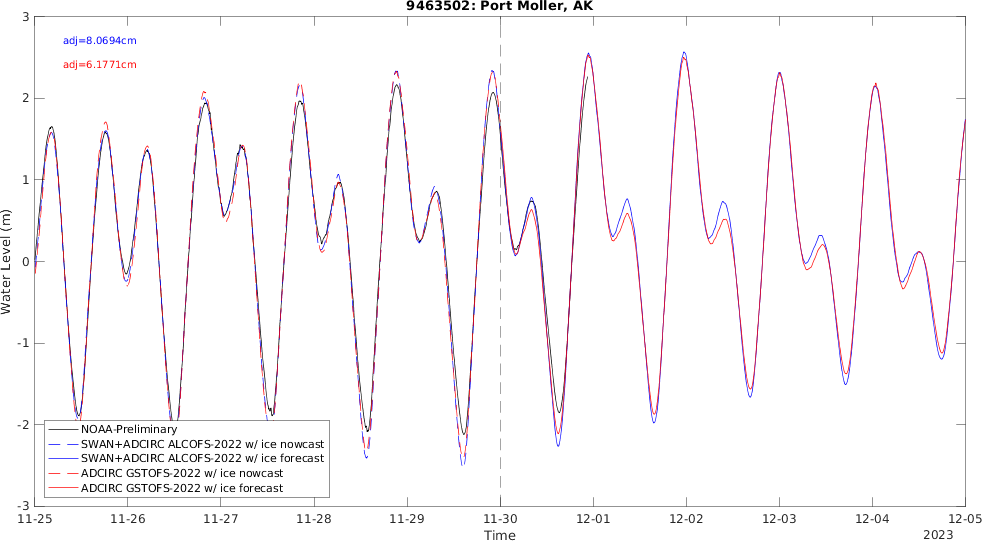 9463502: Port Moller, AK
adj=8.0694cm
adj=6.1771cm
Water Level (m)
3
2
1
0
-1
-2
-3
NOAA-Preliminary
SWAN+ADCIRC ALCOFS-2022 w/ ice nowcast
SWAN+ADCIRC ALCOFS-2022 w/ ice forecast
ADCIRC GSTOFS-2022 w/ ice nowcast
ADCIRC GSTOFS-2022 w/ ice forecast
11-25 11-26 11-27 11-28 11-29 11-30 12-01 12-02 12-03 12-04 12-05
Time
2023